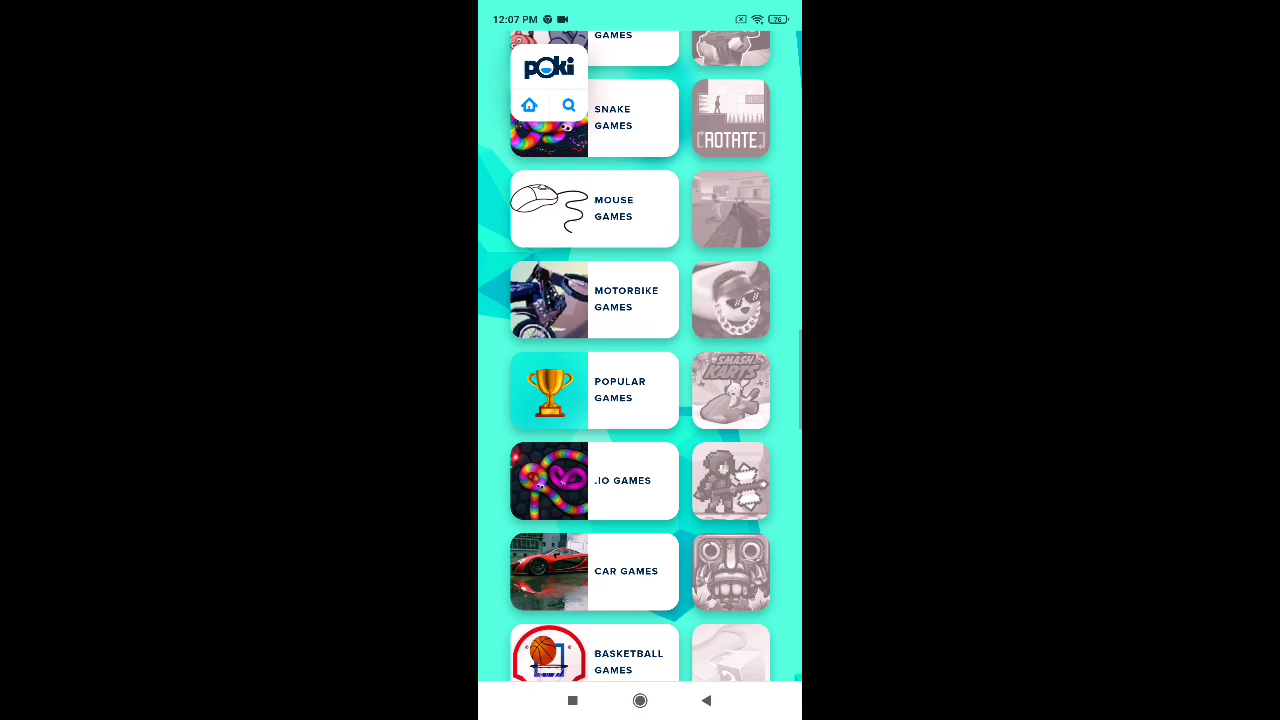 12:07 PM
76
GAMES
poki
SNAKE
GAMES
ROTATE
MOUSE
GAMES
MOTORBIKE
GAMES
POPULAR
GAMES
SMASH
KARTS
.IO GAMES
CAR GAMES
BASKETBALL
GAMES